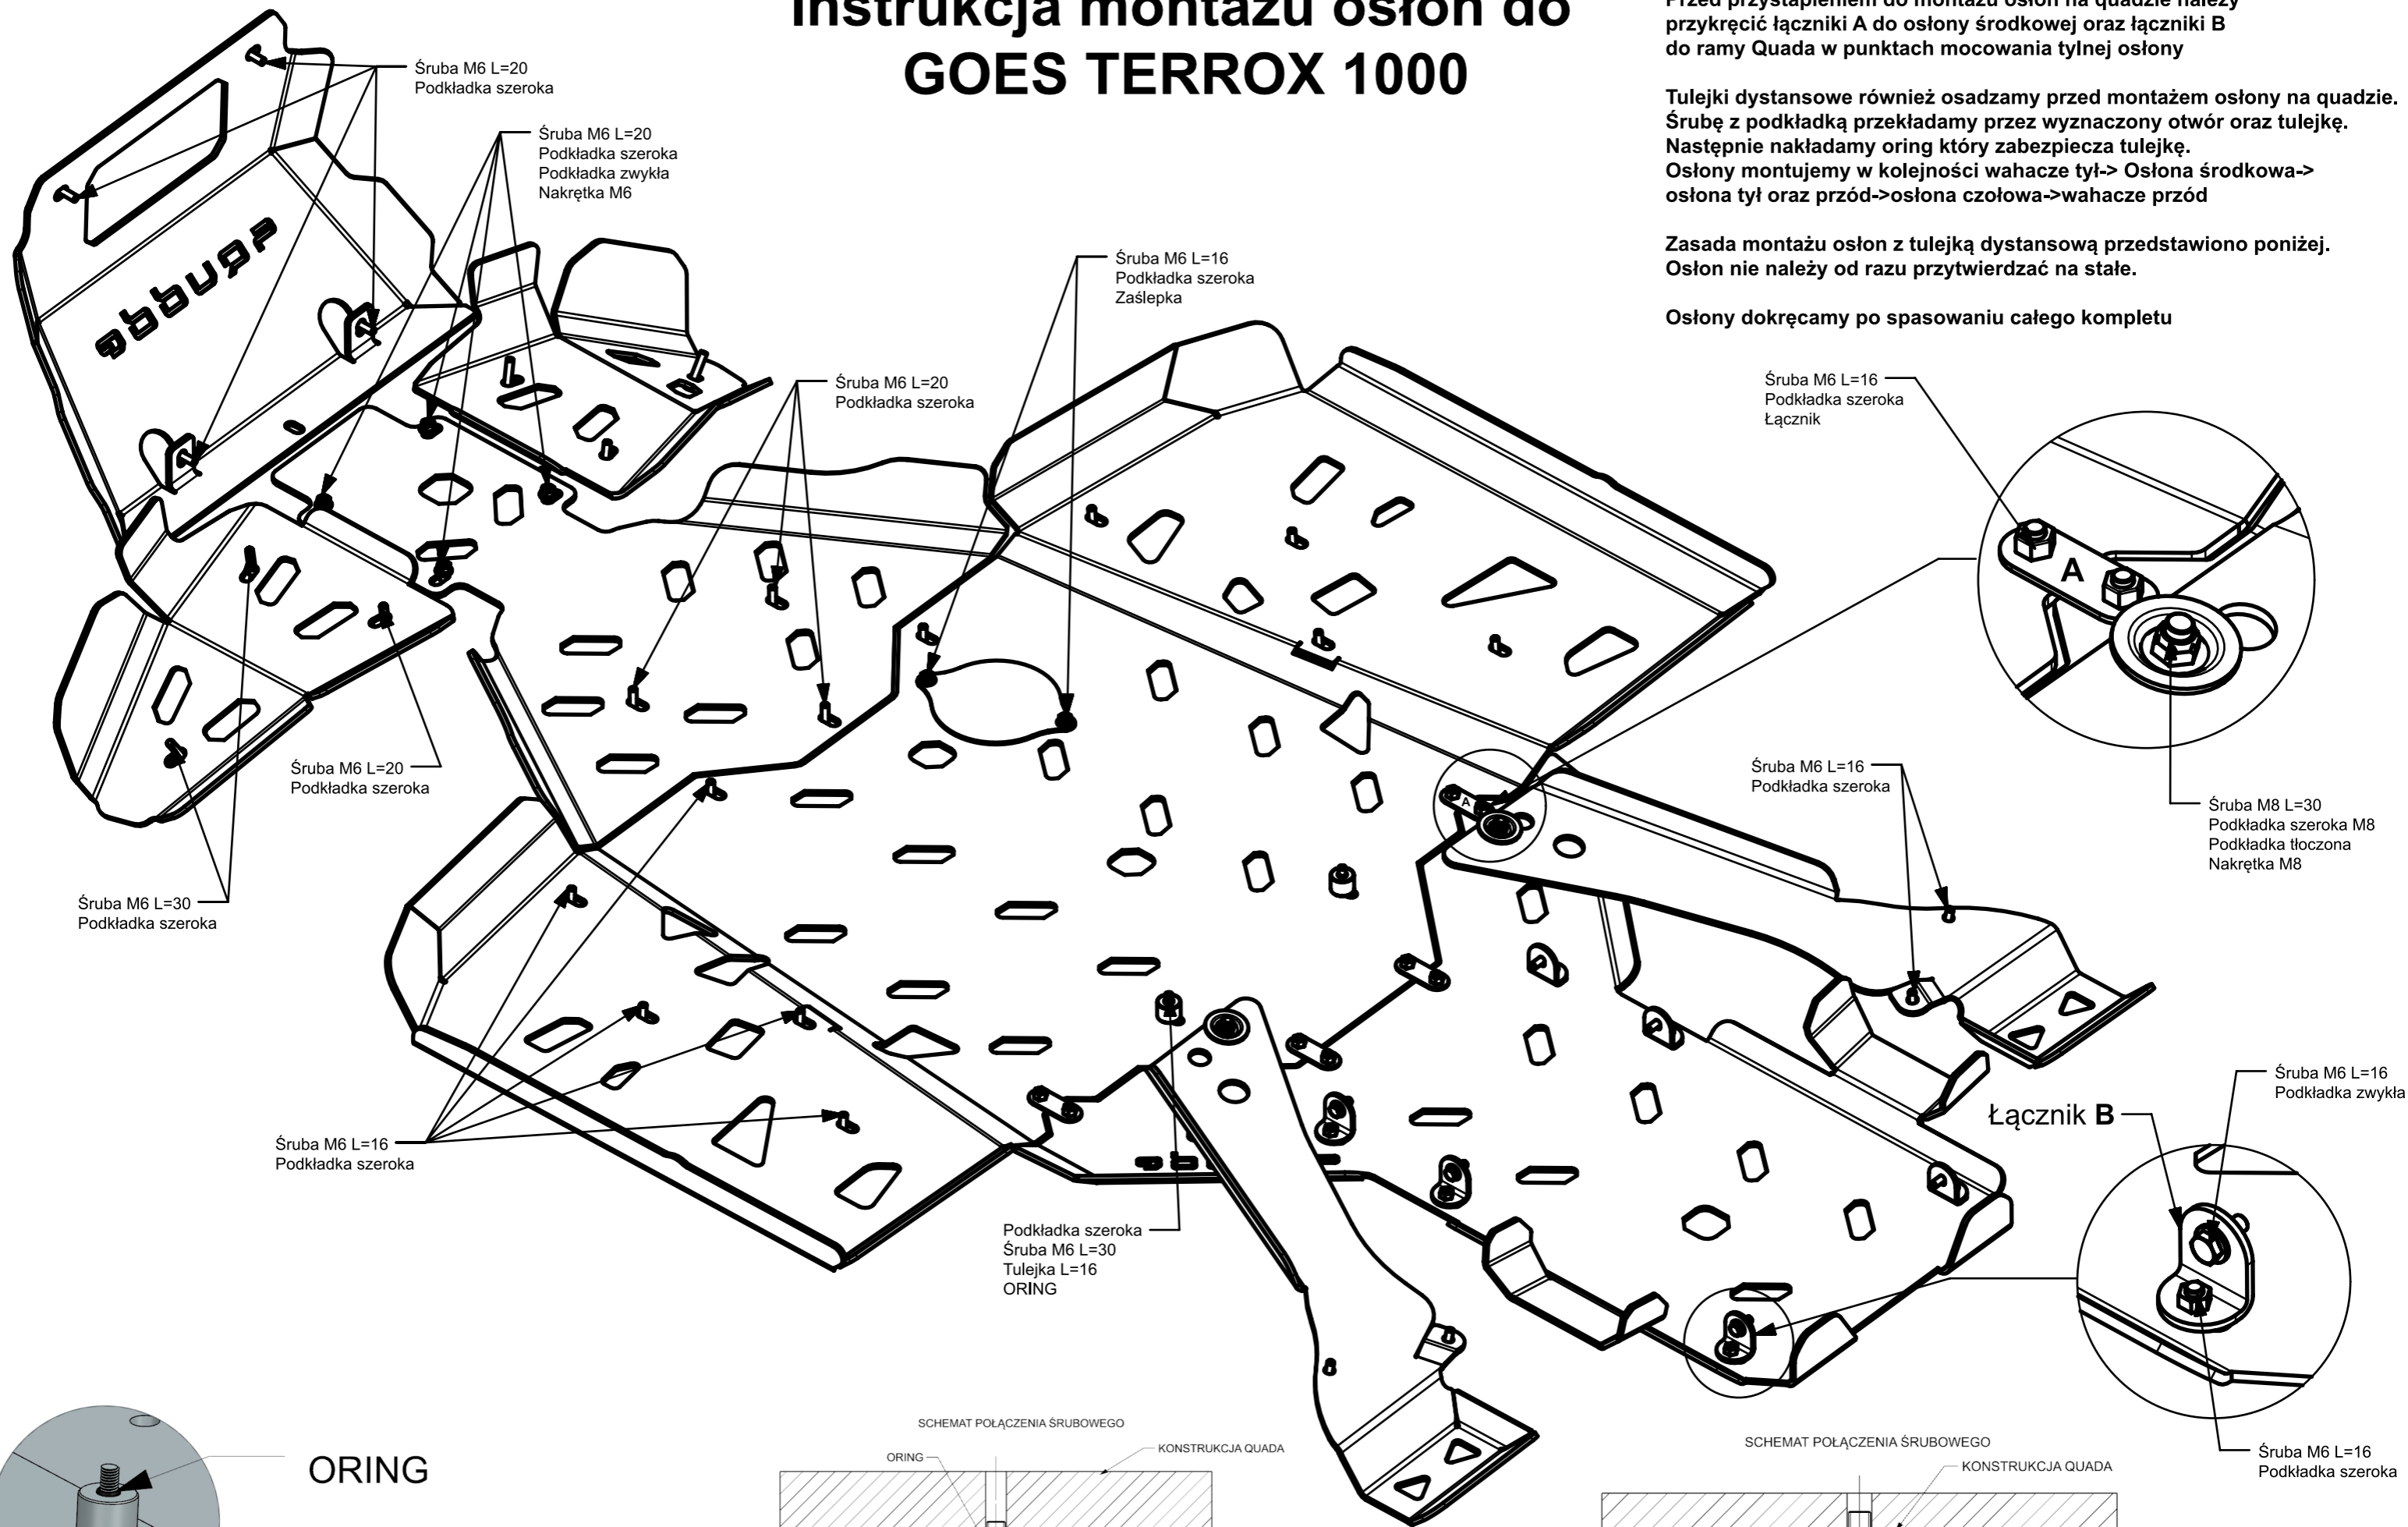 Instrukcja montażu osłon do
GOES TERROX 1000
Przed przystąpieniem do montażu osłon na quadzie należy
przykręcić łączniki A do osłony środkowej oraz łączniki B
do ramy Quada w punktach mocowania tylnej osłony
Tulejki dystansowe również osadzamy przed montażem osłony na quadzie.
Śrubę z podkładką przekładamy przez wyznaczony otwór oraz tulejkę.
Następnie nakładamy oring który zabezpiecza tulejkę.
Osłony montujemy w kolejności wahacze tył-> Osłona środkowa->
osłona tył oraz przód->osłona czołowa->wahacze przód
Zasada montażu osłon z tulejką dystansową przedstawiono poniżej.
Osłon nie należy od razu przytwierdzać na stałe.
Osłony dokręcamy po spasowaniu całego kompletu
Śruba M6 L=20
Podkładka szeroka
Śruba M6 L=20
Podkładka szeroka
Podkładka zwykła
Nakrętka M6
Śruba M6 L=16
Podkładka szeroka
Zaślepka
Śruba M6 L=20
Podkładka szeroka
Śruba M6 L=16
Podkładka szeroka
Łącznik
A
Śruba M6 L=16
Podkładka szeroka
Śruba M8 L=30
Podkładka szeroka M8
Podkładka tłoczona
Nakrętka M8
A
Śruba M6 L=20
Podkładka szeroka
Śruba M6 L=30
Podkładka szeroka
Śruba M6 L=16
Podkładka szeroka
Podkładka szeroka
Śruba M6 L=30
Tulejka L=16
ORING
Śruba M6 L=16
Podkładka zwykła
Łącznik B
Śruba M6 L=16
Podkładka szeroka
ORING
SCHEMAT POŁĄCZENIA ŚRUBOWEGO
ORING
KONSTRUKCJA QUADA
SCHEMAT POŁĄCZENIA ŚRUBOWEGO
KONSTRUKCJA QUADA